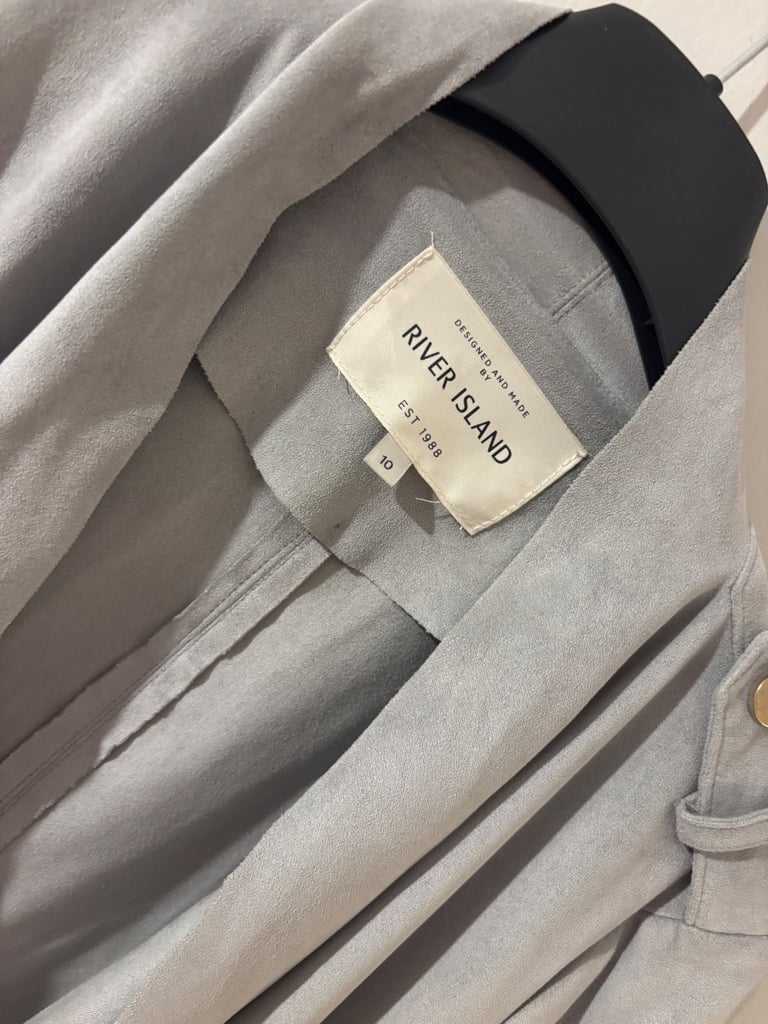 DESIGNED AND MADE
BY
RIVER ISLAND
EST 1988
10